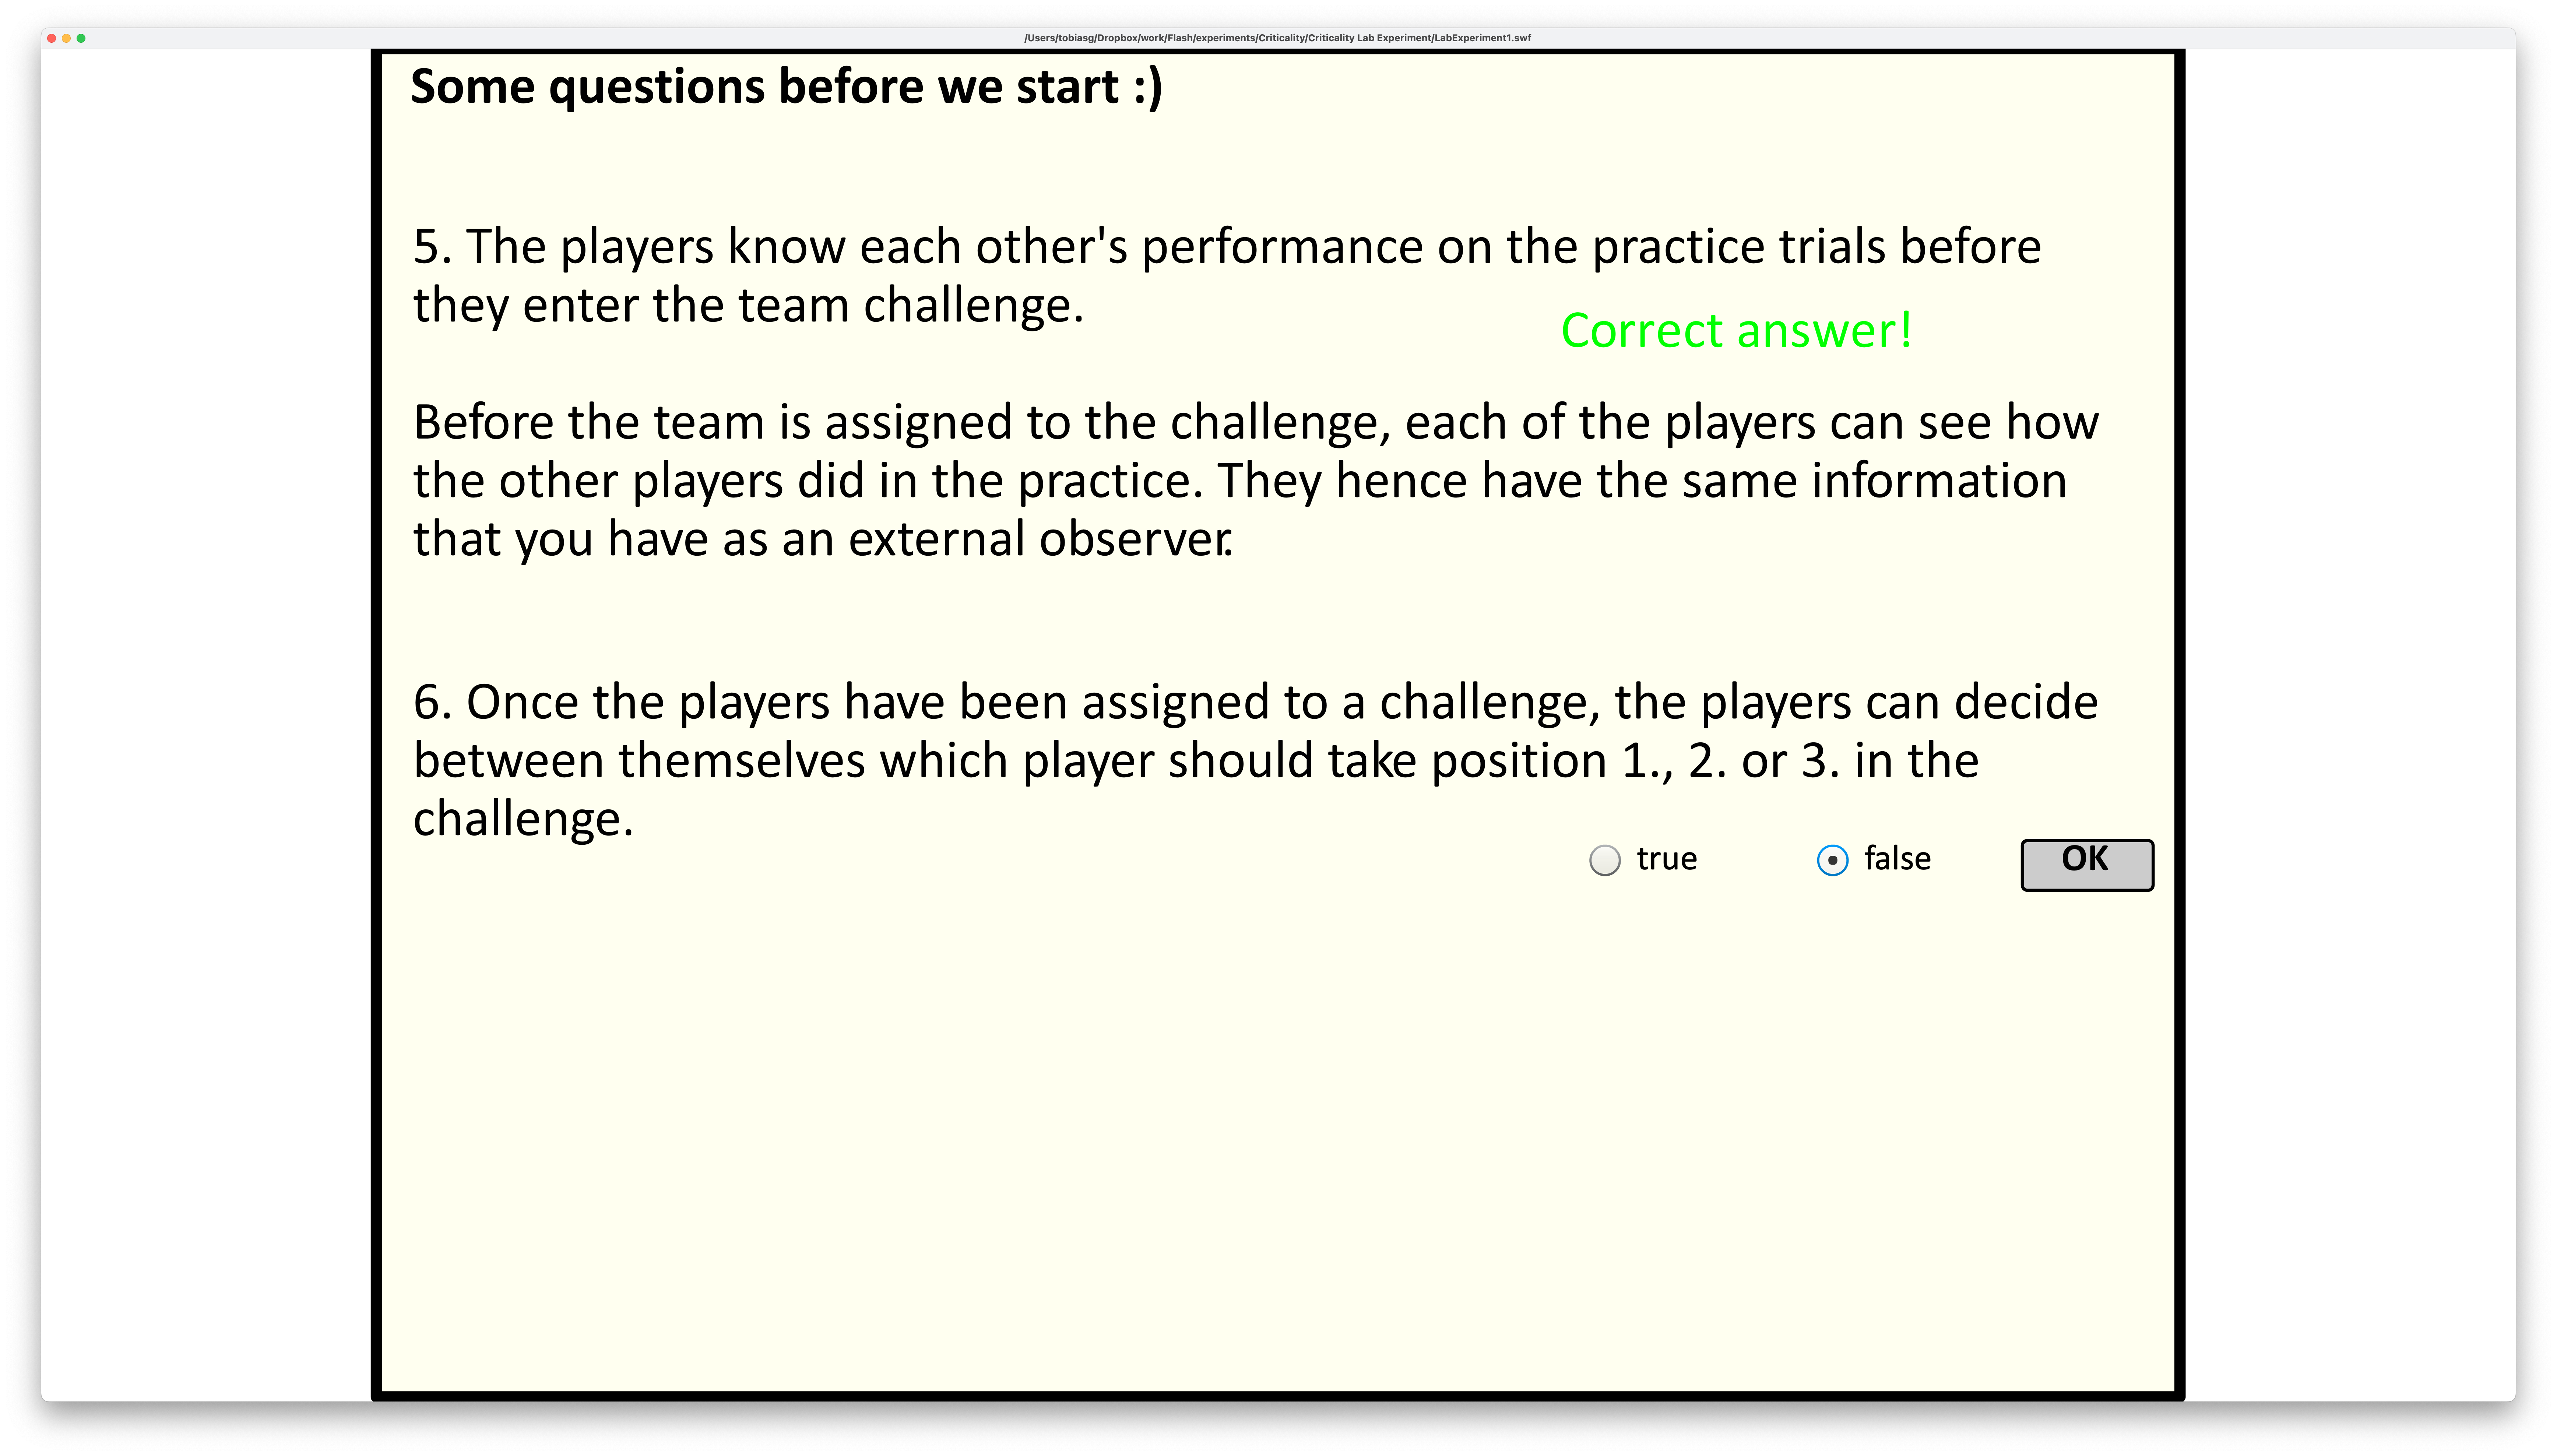 /Users/tobiasg/Dropbox/work/Flash/experiments/Criticality/Criticality Lab Experiment/LabExperiment1.swf
Some questions before we start :)
5. The players know each other's performance on the practice trials before
they enter the team challenge.
Correct answer!
Before the team is assigned to the challenge, each of the players can see how
the other players did in the practice. They hence have the same information
that you have as an external observer.
6. Once the players have been assigned to a challenge, the players can decide
between themselves which player should take position 1., 2. or 3. in the
challenge.
true false OK